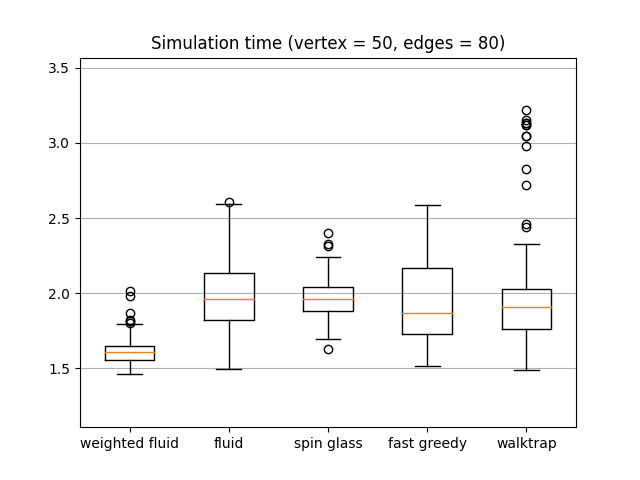 Simulation time (vertex = 50, edges = 80)
3.5
3.0
2.5
2.0
1.5
weighted fluid fluid spin glass fast greedy walktrap